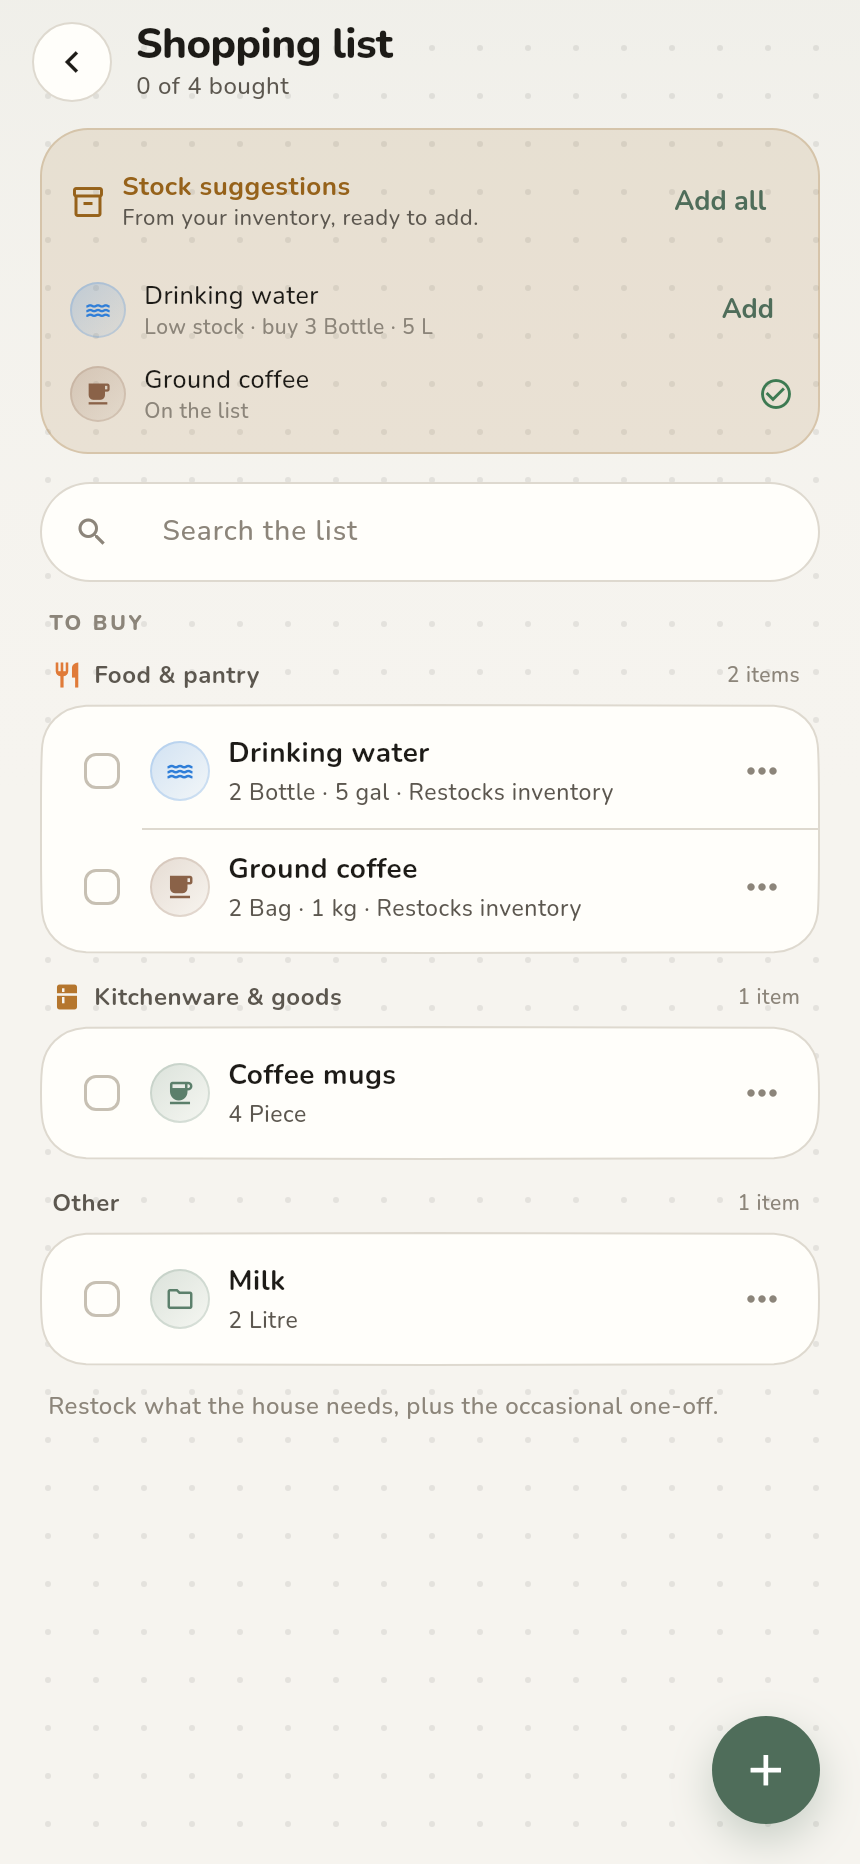 Shopping list
0 of 4 bought
Stock suggestions
From your inventory, ready to add.
Add all
Drinking water
Low stock · buy 3 Bottle · 5 L
Add
Ground coffee
On the list
Search the list
TO BUY
Food & pantry
2 items
Drinking water
2 Bottle · 5 gal · Restocks inventory
Ground coffee
2 Bag · 1 kg · Restocks inventory
Kitchenware & goods
1 item
Coffee mugs
4 Piece
Other
1 item
Milk
2 Litre
Restock what the house needs, plus the occasional one-off.